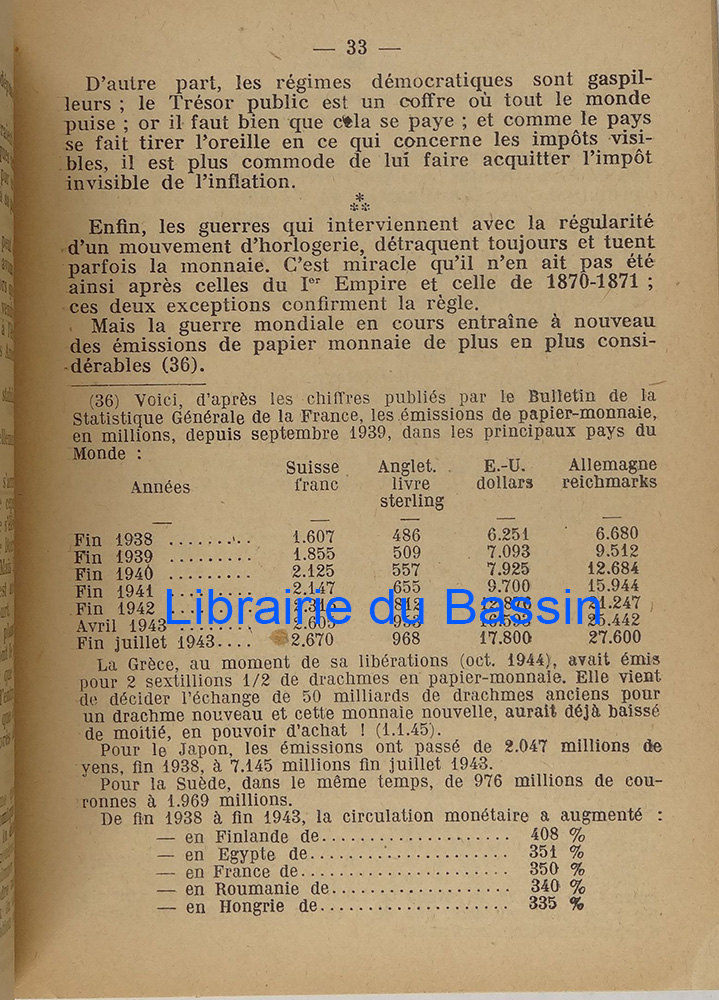 — 33 —
D'autre part, les régimes démocratiques sont gaspil-
leurs ; le Trésor public est un coffre où tout le monde
puise ; or il faut bien que cela se paye ; et comme le pays
se fait tirer l'oreille en ce qui concerne les impôts visi-
bles, il est plus commode de lui faire acquitter l'impôt
invisible de l'inflation.
*
**
Enfin, les guerres qui interviennent avec la régularité
d'un mouvement d'horlogerie, détraquent toujours et tuent
parfois la monnaie. C'est miracle qu'il n'en ait pas été
ainsi après celles du Ier Empire et celle de 1870-1871 ;
ces deux exceptions confirment la règle.
Mais la guerre mondiale en cours entraîne à nouveau
des émissions de papier monnaie de plus en plus consi-
dérables (36).
(36) Voici, d'après les chiffres publiés par le Bulletin de la
Statistique Générale de la France, les émissions de papier-monnaie,
en millions, depuis septembre 1939, dans les principaux pays du
Monde :
Suisse Anglet. E.-U. Allemagne
Années franc livre dollars reichmarks
sterling
— — — — —
Fin 1938 .......... 1.607 486 6.251 6.680
Fin 1939 ......... 1.855 509 7.093 9.512
Fin 1940 ......... 2.125 557 7.925 12.684
Fin 1941 ......... 2.147 655 9.700 15.944
Fin 1942 21.247
Librairie du Bassin
Avril 1943 25.442
Fin juillet 1943.... 2.670 968 17.800 27.600
La Grèce, au moment de sa libérations (oct. 1944), avait émis
pour 2 sextillions 1/2 de drachmes en papier-monnaie. Elle vient
de décider l'échange de 50 milliards de drachmes anciens pour
un drachme nouveau et cette monnaie nouvelle, aurait déjà baissé
de moitié, en pouvoir d'achat ! (1.1.45).
Pour le Japon, les émissions ont passé de 2.047 millions de
yens, fin 1938, à 7.145 millions fin juillet 1943.
Pour la Suède, dans le même temps, de 976 millions de cou-
ronnes à 1.969 millions.
De fin 1938 à fin 1943, la circulation monétaire a augmenté :
— en Finlande de.................... 408 %
— en Egypte de..................... 351 %
— en France de...................... 350 %
— en Roumanie de................... 340 %
— en Hongrie de.................... 335 %